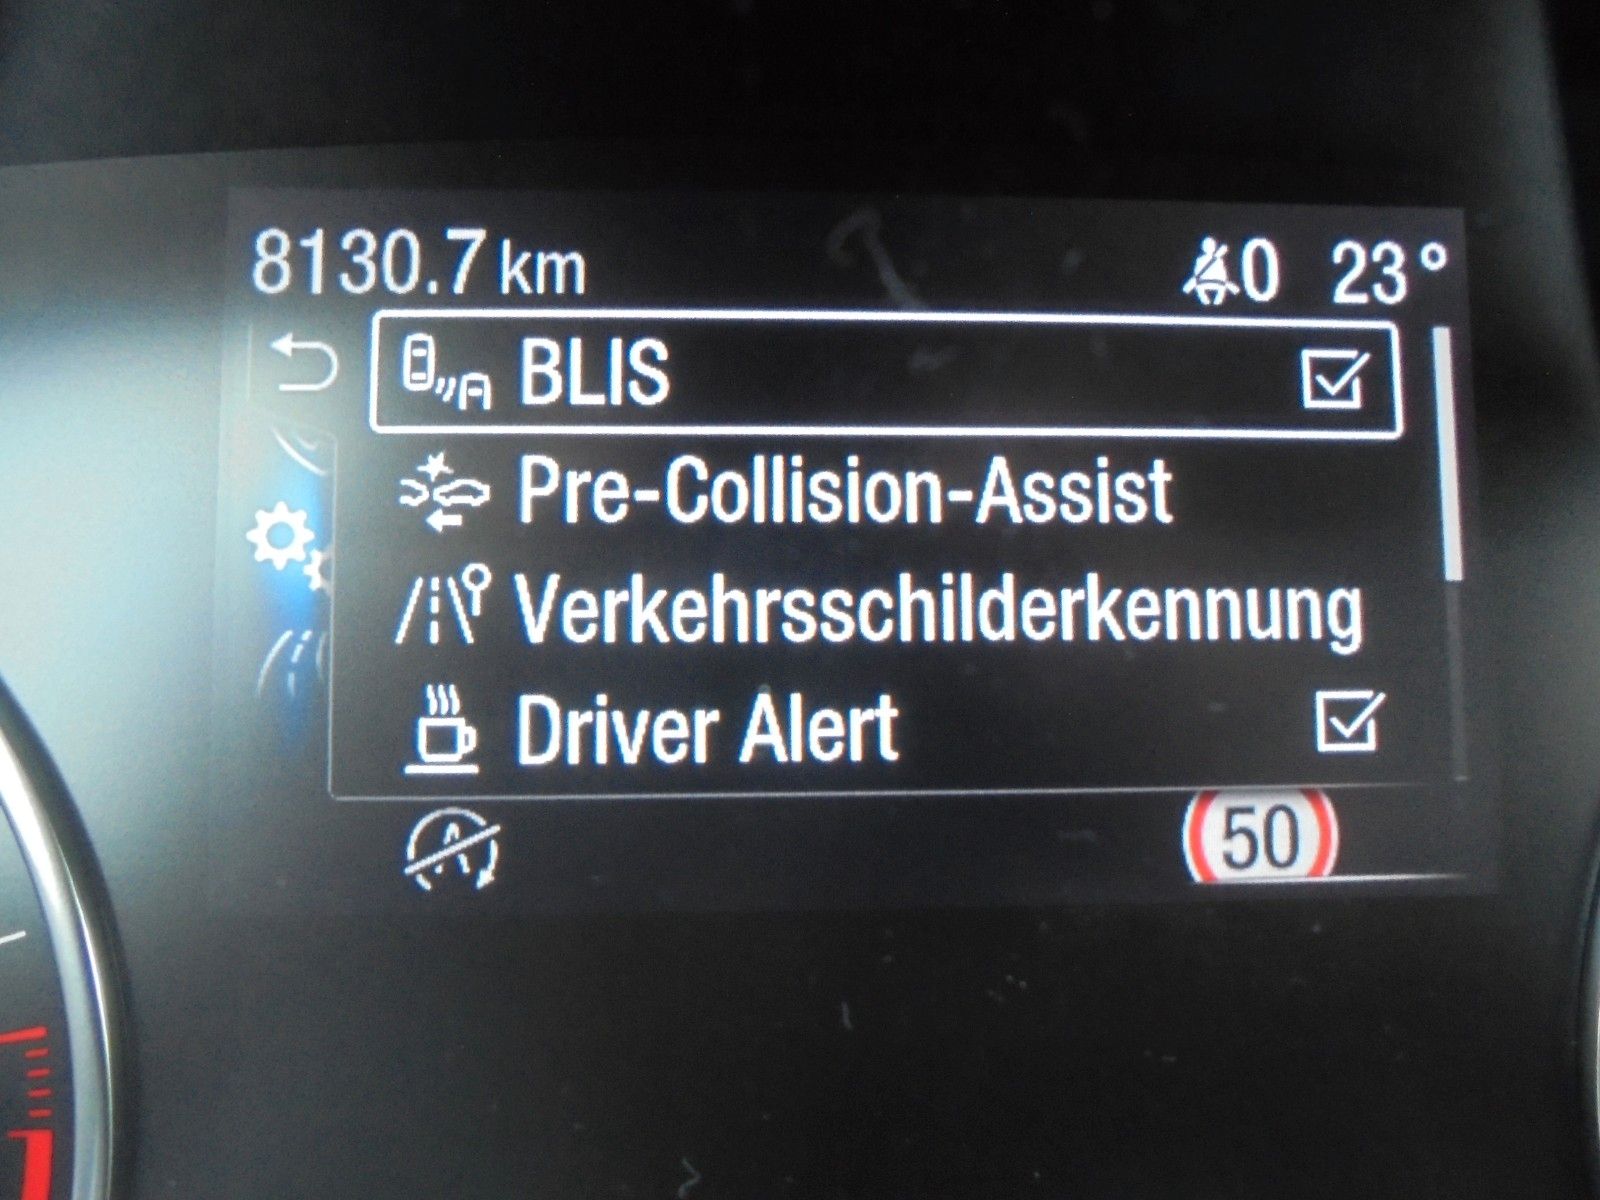 8130.7 km 0 23°
BLIS
Pre-Collision-Assist
Verkehrsschilderkennung
Driver Alert
50